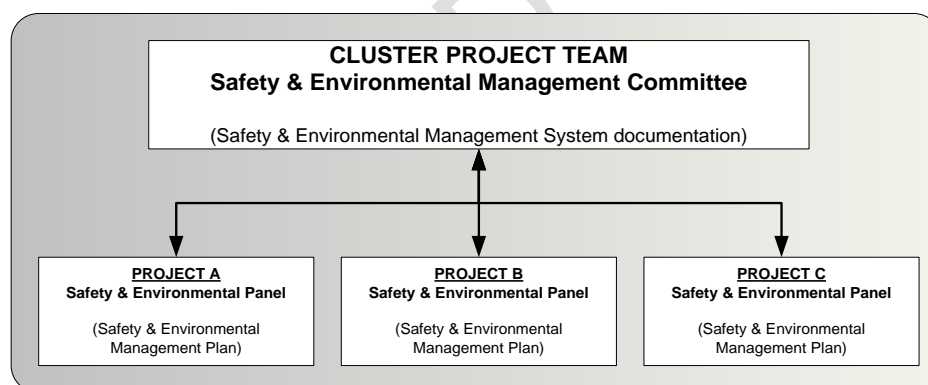 CLUSTER PROJECT TEAM
Safety & Environmental Management Committee
(Safety & Environmental Management System documentation)
PROJECT A
Safety & Environmental Panel
(Safety & Environmental
Management Plan)
PROJECT B
Safety & Environmental Panel
(Safety & Environmental
Management Plan)
PROJECT C
Safety & Environmental Panel
(Safety & Environmental
Management Plan)